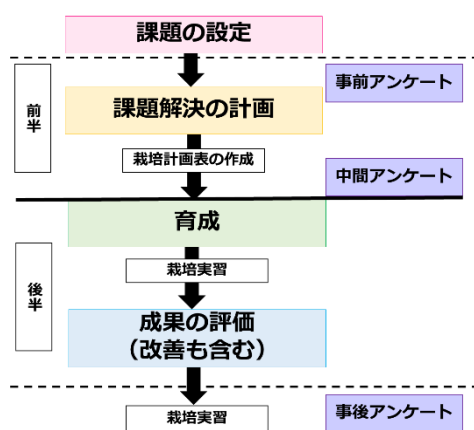 課題の設定
事前アンケート
前半
課題解決の計画
栽培計画表の作成
中間アンケート
育成
栽培実習
後半
成果の評価
（改善も含む）
栽培実習
事後アンケート